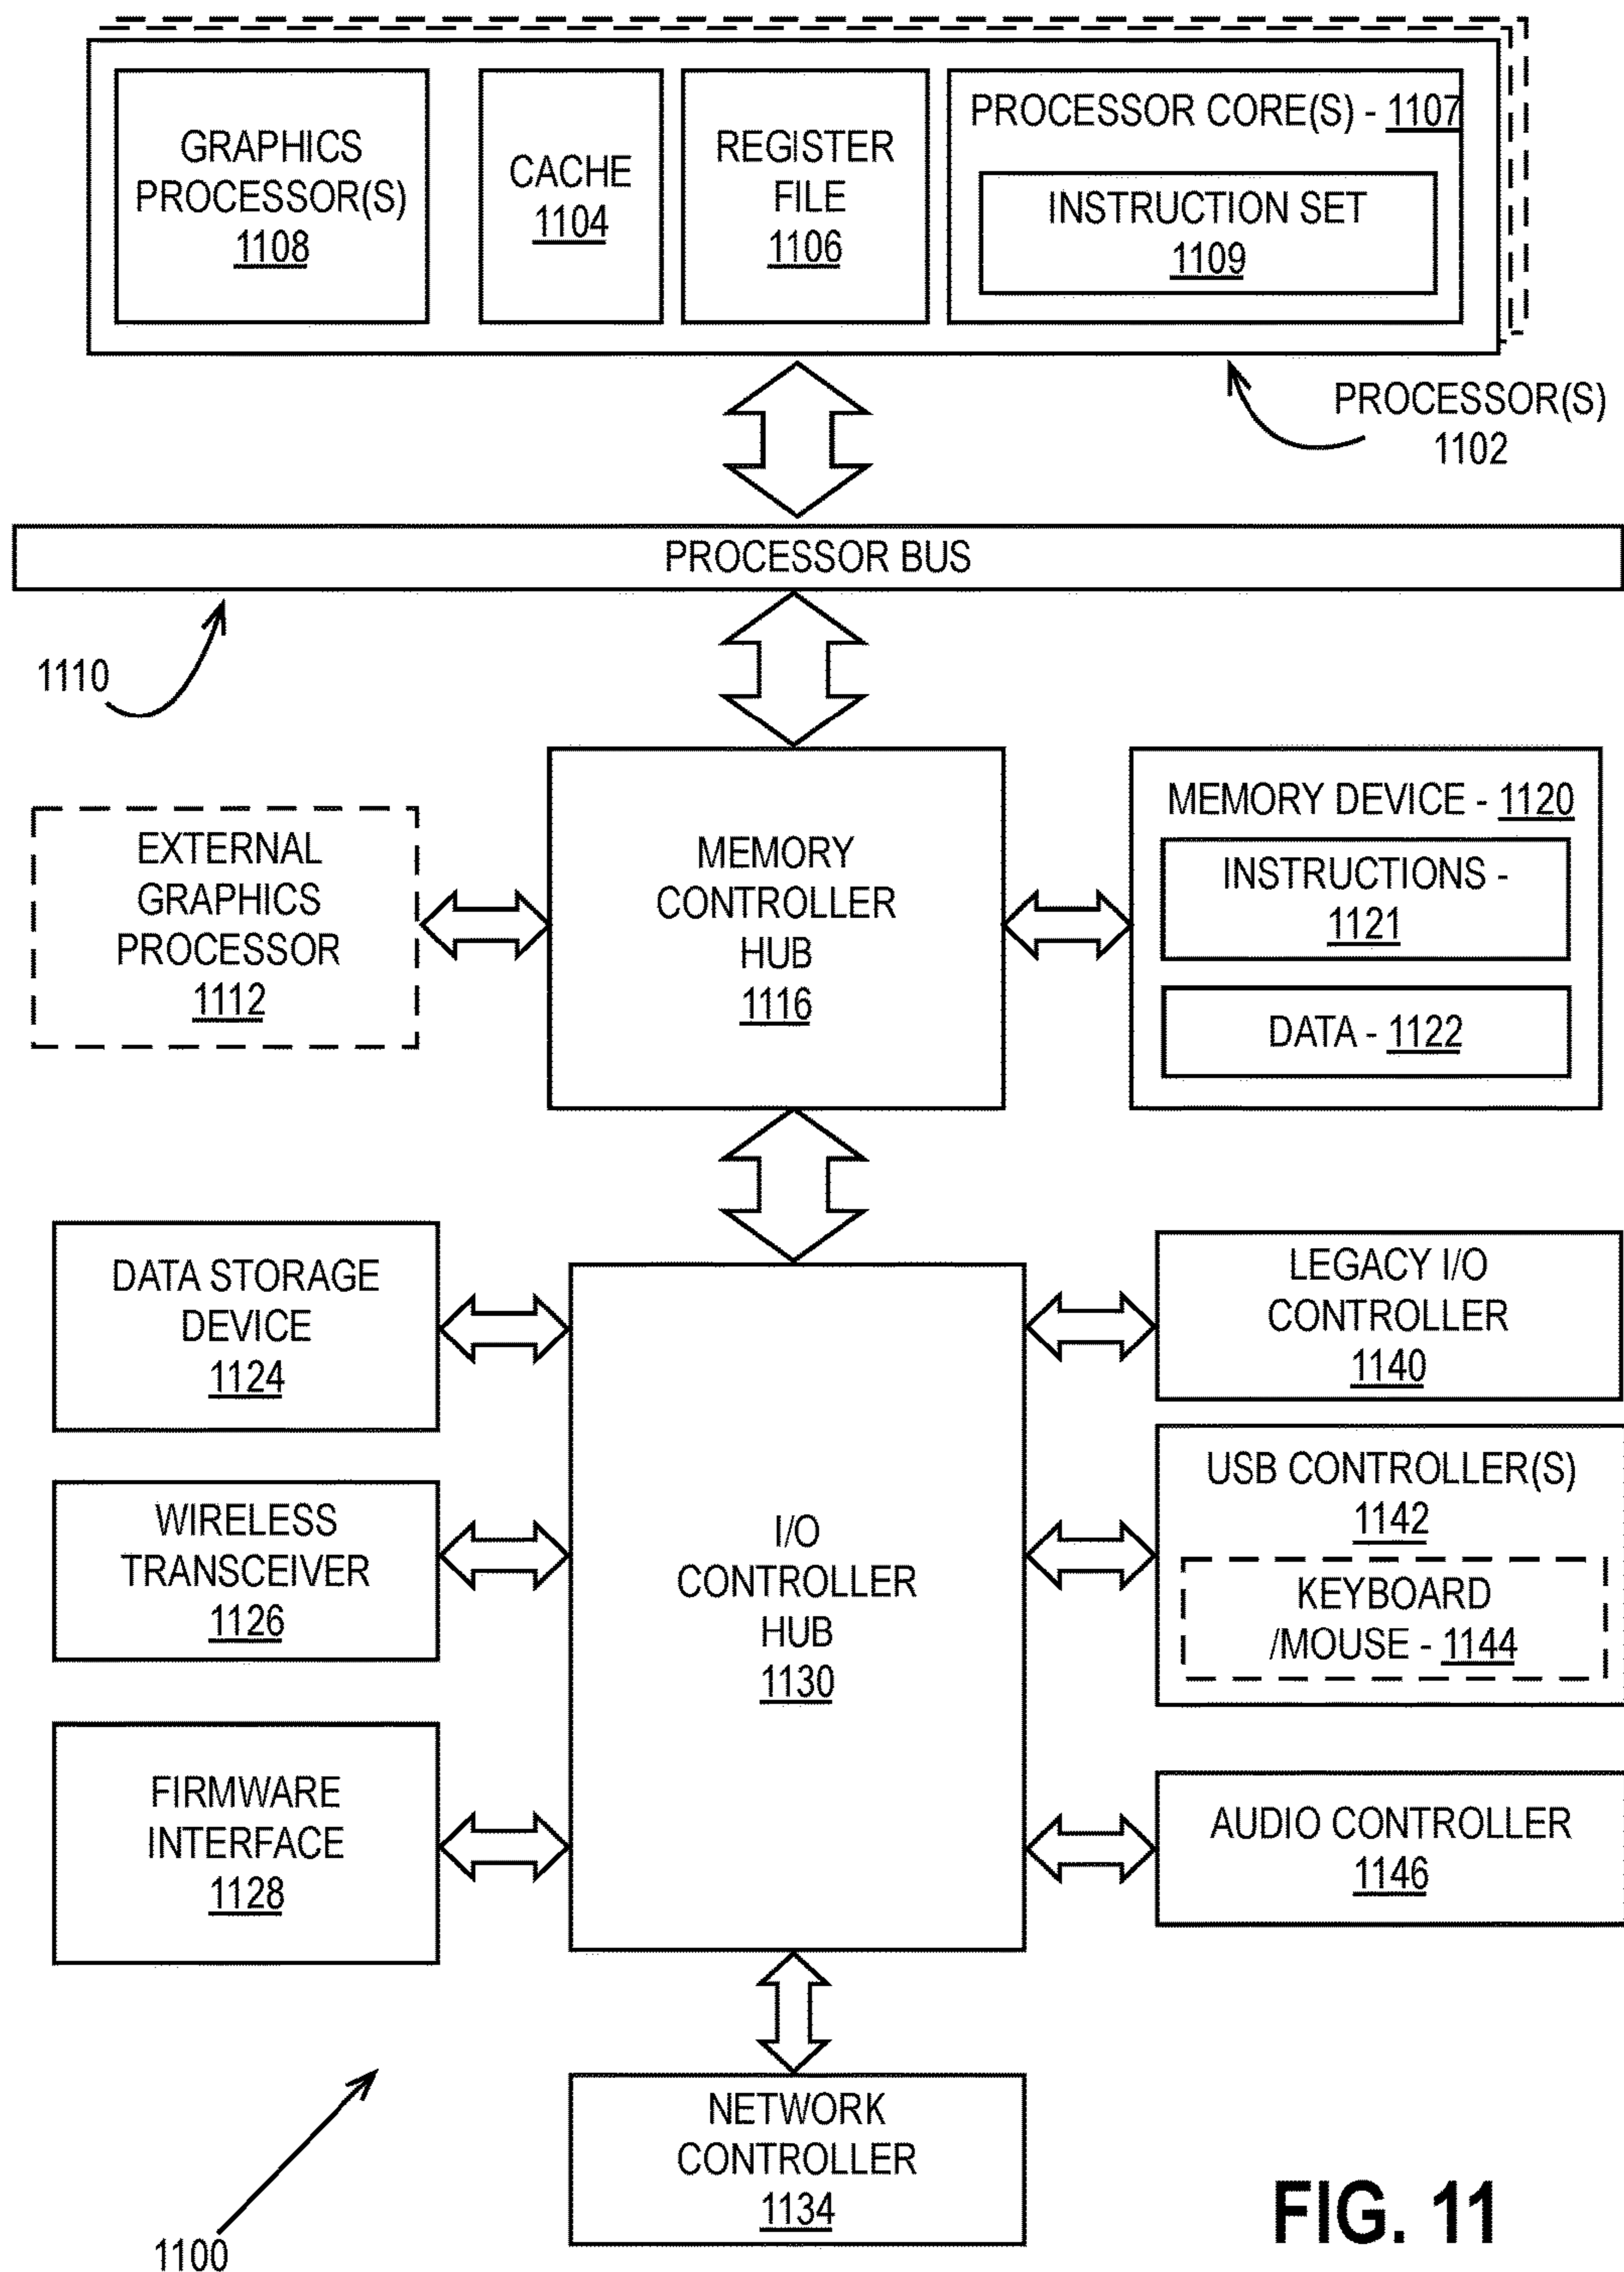 GRAPHICS
PROCESSOR(S)
1108
CACHE
1104
REGISTER
FILE
1106
PROCESSOR CORE(S) - 1107
INSTRUCTION SET
1109
PROCESSOR(S)
1102
PROCESSOR BUS
1110
EXTERNAL
GRAPHICS
PROCESSOR
1112
MEMORY
CONTROLLER
HUB
1116
MEMORY DEVICE - 1120
INSTRUCTIONS -
1121
DATA - 1122
DATA STORAGE
DEVICE
1124
WIRELESS
TRANSCEIVER
1126
FIRMWARE
INTERFACE
1128
I/O
CONTROLLER
HUB
1130
LEGACY I/O
CONTROLLER
1140
USB CONTROLLER(S)
1142
KEYBOARD
/MOUSE - 1144
AUDIO CONTROLLER
1146
NETWORK
CONTROLLER
1134
1100
FIG. 11